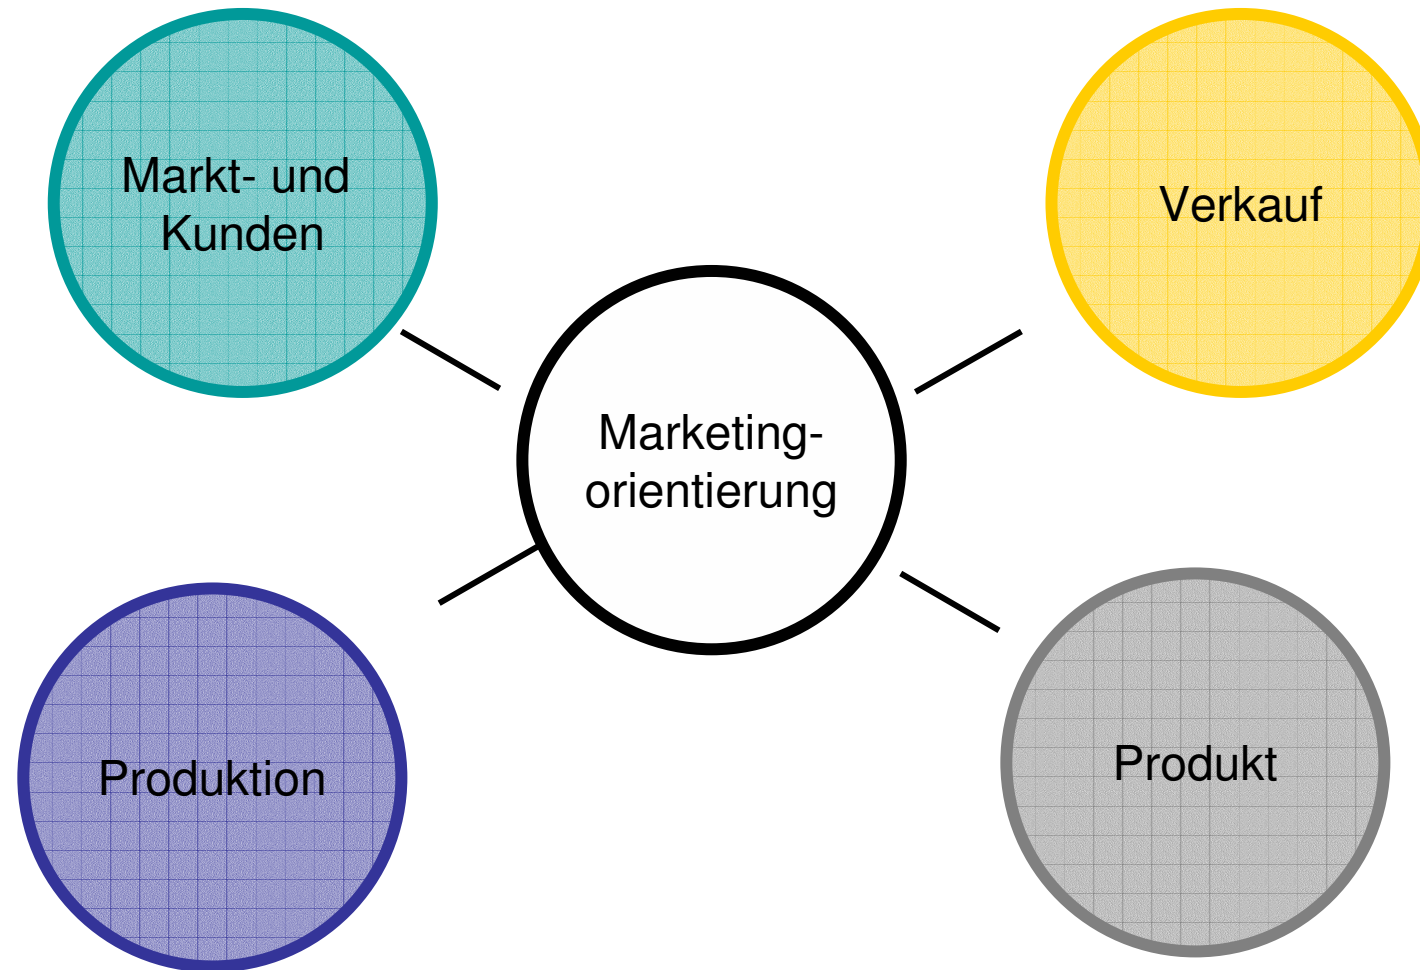 Markt- und
Kunden
Verkauf
Marketing-
orientierung
Produktion
Produkt